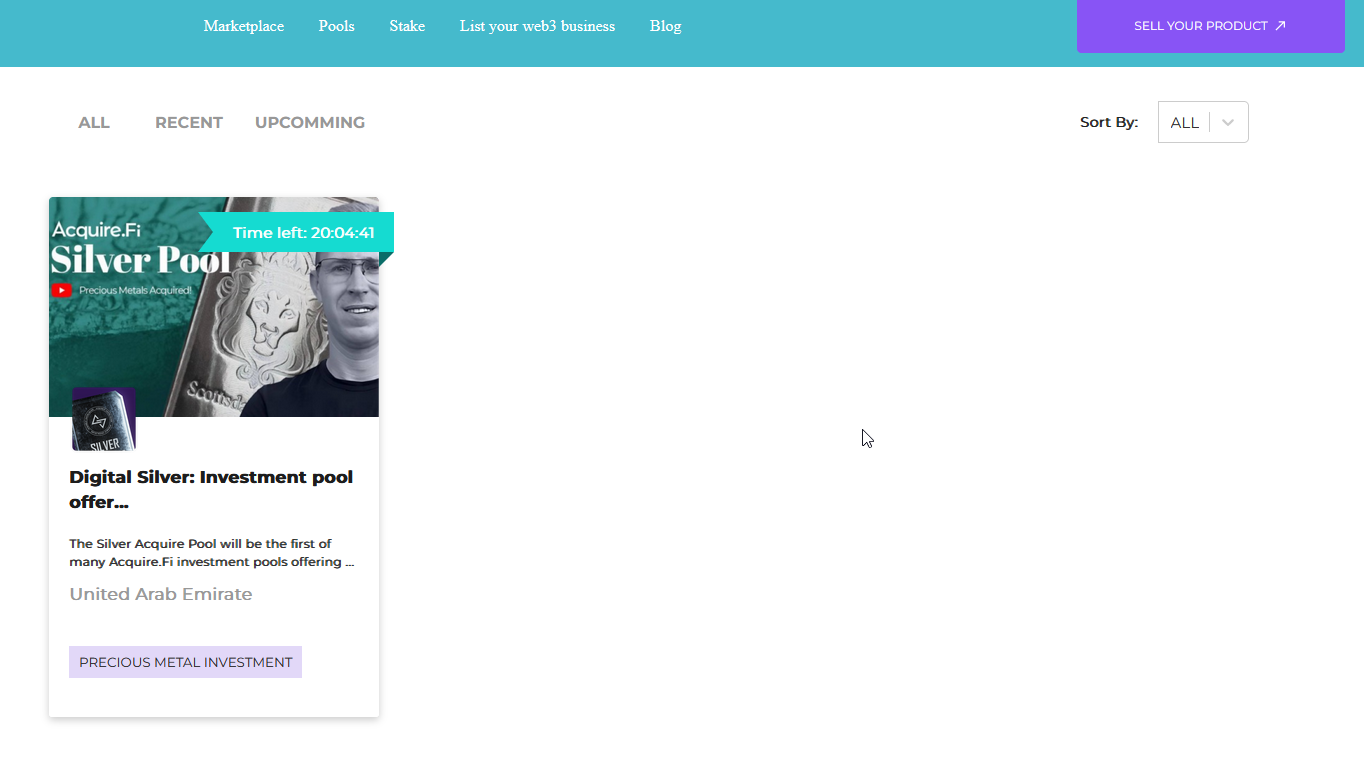 Marketplace Pools Stake List your web3 business Blog SELL YOUR PRODUCT
ALL RECENT UPCOMMING Sort By: ALL
Time left: 20:04:41
Acquire.Fi
Silver Pool
Precious Metals Acquired!
SILVER
Digital Silver: Investment pool
offer...
The Silver Acquire Pool will be the first of
many Acquire.Fi investment pools offering ...
United Arab Emirate
PRECIOUS METAL INVESTMENT